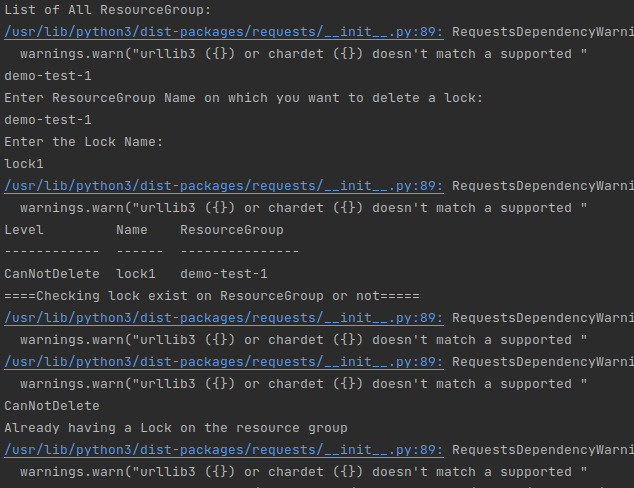 List of All ResourceGroup:
/usr/lib/python3/dist-packages/requests/__init__.py:89: RequestsDependencyWarni
  warnings.warn("urllib3 ({}) or chardet ({}) doesn't match a supported "
demo-test-1
Enter ResourceGroup Name on which you want to delete a lock:
demo-test-1
Enter the Lock Name:
lock1
/usr/lib/python3/dist-packages/requests/__init__.py:89: RequestsDependencyWarni
  warnings.warn("urllib3 ({}) or chardet ({}) doesn't match a supported "
Level         Name    ResourceGroup
------------  ------  ---------------
CanNotDelete  lock1   demo-test-1
====Checking lock exist on ResourceGroup or not=====
/usr/lib/python3/dist-packages/requests/__init__.py:89: RequestsDependencyWarni
  warnings.warn("urllib3 ({}) or chardet ({}) doesn't match a supported "
/usr/lib/python3/dist-packages/requests/__init__.py:89: RequestsDependencyWarni
  warnings.warn("urllib3 ({}) or chardet ({}) doesn't match a supported "
CanNotDelete
Already having a Lock on the resource group
/usr/lib/python3/dist-packages/requests/__init__.py:89: RequestsDependencyWarni
  warnings.warn("urllib3 ({}) or chardet ({}) doesn't match a supported "